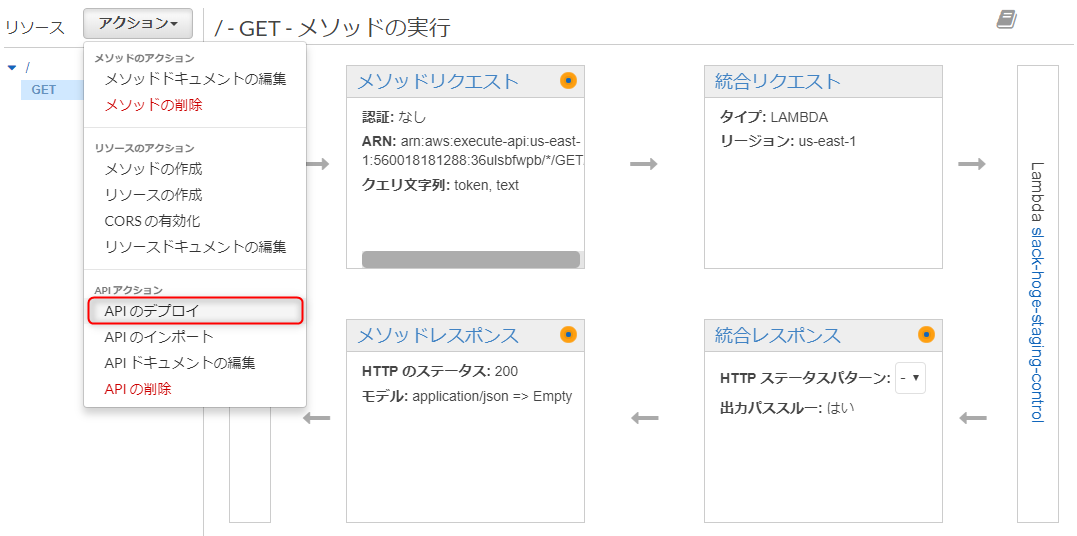 リソース
アクション
/ - GET - メソッドの実行
メソッドのアクション
メソッドドキュメントの編集
メソッドの削除
リソースのアクション
メソッドの作成
リソースの作成
CORS の有効化
リソースドキュメントの編集
API アクション
API のデプロイ
API のインポート
API ドキュメントの編集
API の削除
/
GET
メソッドリクエスト
認証: なし
ARN: arn:aws:execute-api:us-east-
1:560018181288:36ulsbfwpb/*/GET
クエリ文字列: token, text
統合リクエスト
タイプ: LAMBDA
リージョン: us-east-1
Lambda slack-hoge-staging-control
メソッドレスポンス
HTTP のステータス: 200
モデル: application/json => Empty
統合レスポンス
HTTP ステータスパターン: -
出力パススルー: はい